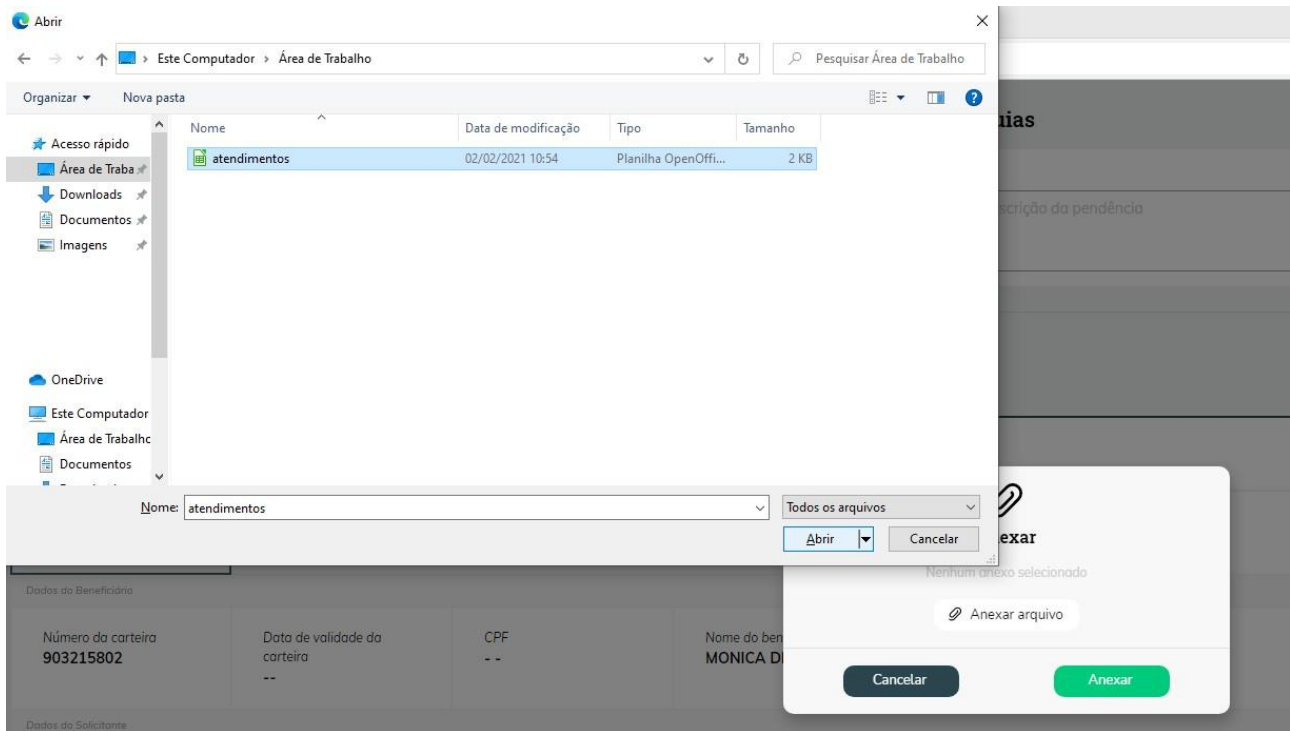 Abrir
Este Computador › Área de Trabalho
Pesquisar Área de Trabalho
Organizar
Nova pasta
Nome
Data de modificação
Tipo
Tamanho
atendimentos
02/02/2021 10:54
Planilha OpenOffi...
2 KB
Acesso rápido
Área de Traba
Downloads
Documentos
Imagens
OneDrive
Este Computador
Área de Trabalho
Documentos
Nome:
atendimentos
Todos os arquivos
Abrir
Cancelar
uias
scrição da pendência
exar
Nenhum anexo selecionado
Anexar arquivo
Cancelar
Anexar
Dados do Beneficiário
Número da carteira
903215802
Data de validade da
carteira
--
CPF
- -
Nome do ben
MONICA D
Dados do Solicitante